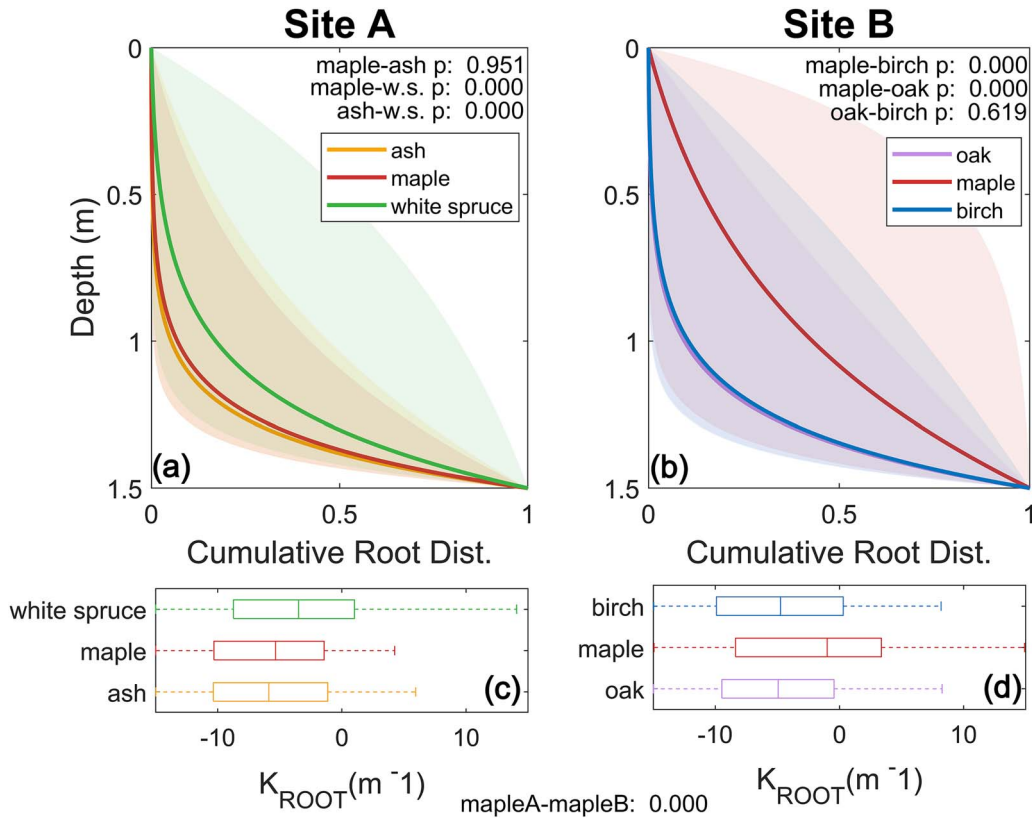 Site A
Site B
maple-ash p: 0.951
maple-w.s. p: 0.000
ash-w.s. p: 0.000
maple-birch p: 0.000
maple-oak p: 0.000
oak-birch p: 0.619
ash
maple
white spruce
oak
maple
birch
Depth (m)
0
0.5
1
1.5
0
0.5
1
1.5
(a)
(b)
0 0.5 1
0 0.5 1
Cumulative Root Dist.
Cumulative Root Dist.
white spruce
maple
ash
(c)
birch
maple
oak
(d)
-10 0 10
-10 0 10
KROOT(m -1)
KROOT(m -1)
mapleA-mapleB: 0.000